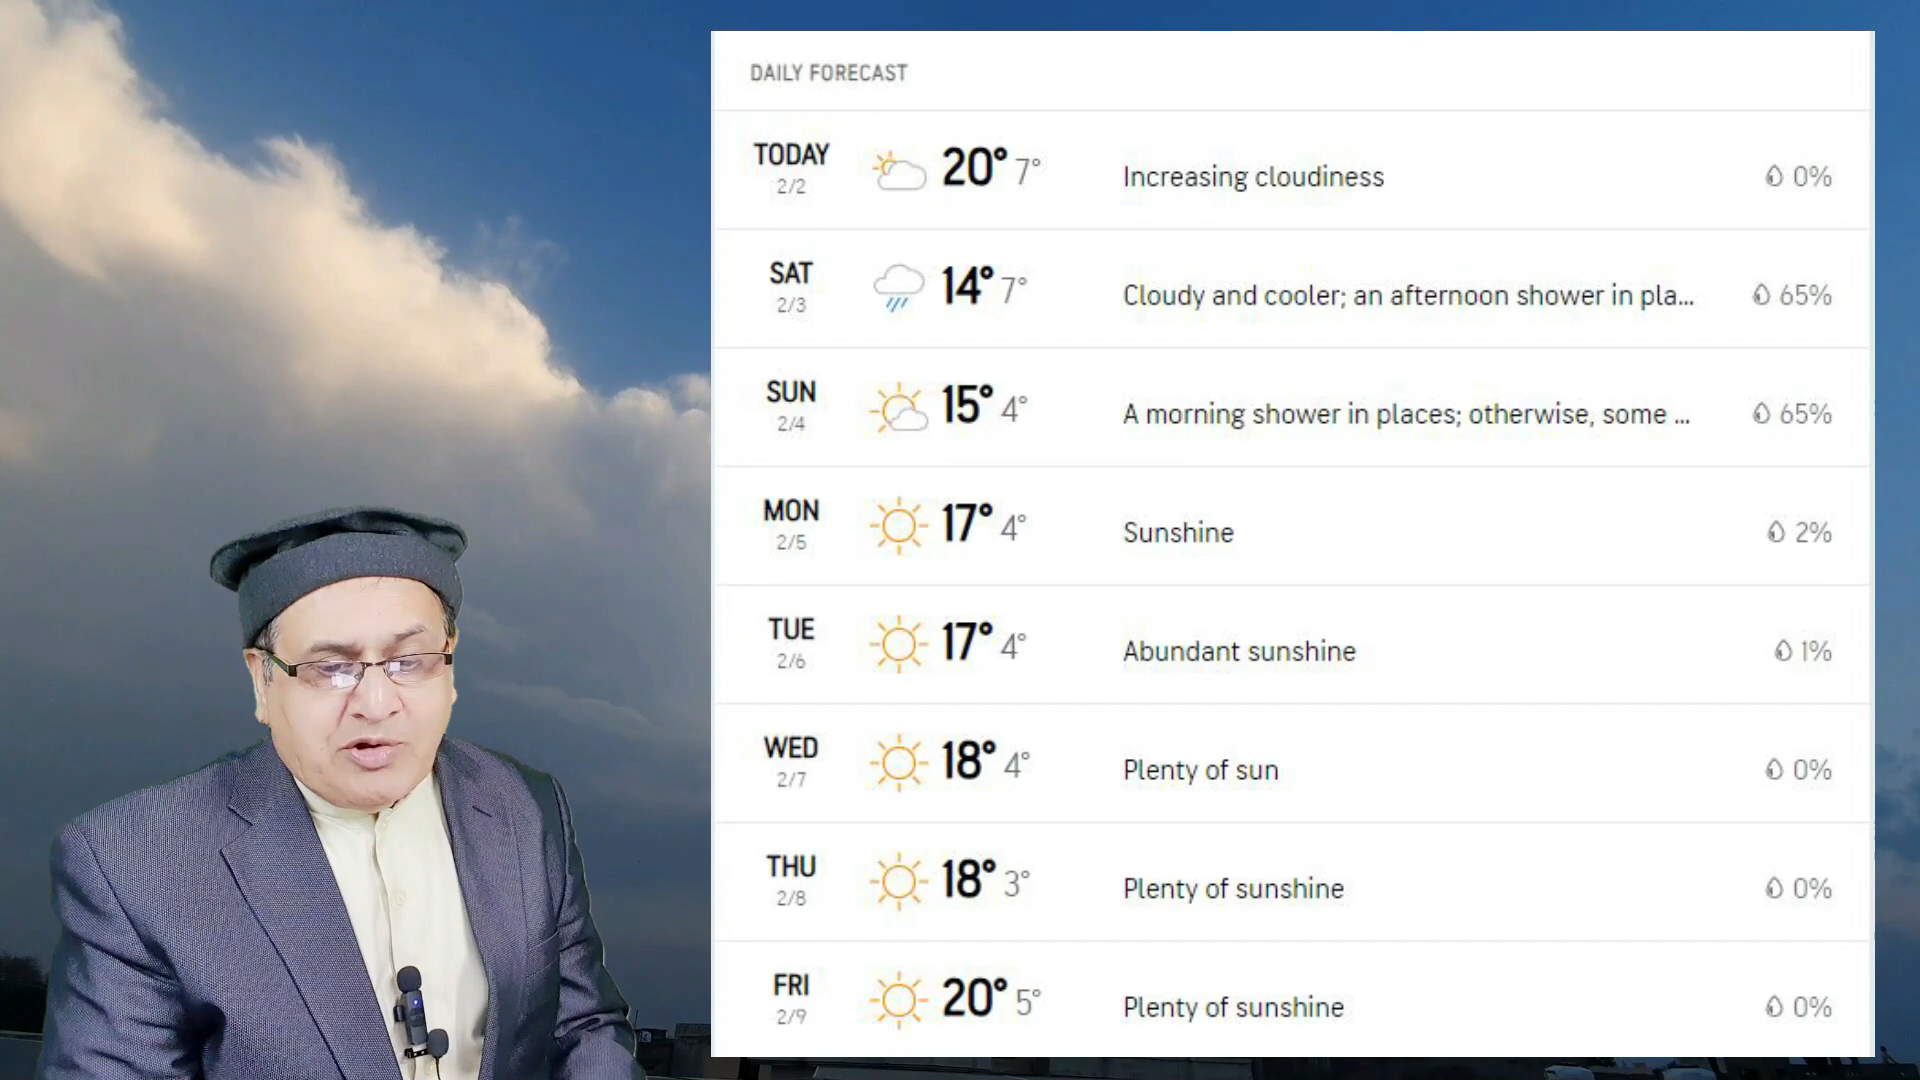 DAILY FORECAST
TODAY
2/2
20° 7°
Increasing cloudiness
0%
SAT
2/3
14° 7°
Cloudy and cooler; an afternoon shower in pla...
65%
SUN
2/4
15° 4°
A morning shower in places; otherwise, some ...
65%
MON
2/5
17° 4°
Sunshine
2%
TUE
2/6
17° 4°
Abundant sunshine
1%
WED
2/7
18° 4°
Plenty of sun
0%
THU
2/8
18° 3°
Plenty of sunshine
0%
FRI
2/9
20° 5°
Plenty of sunshine
0%